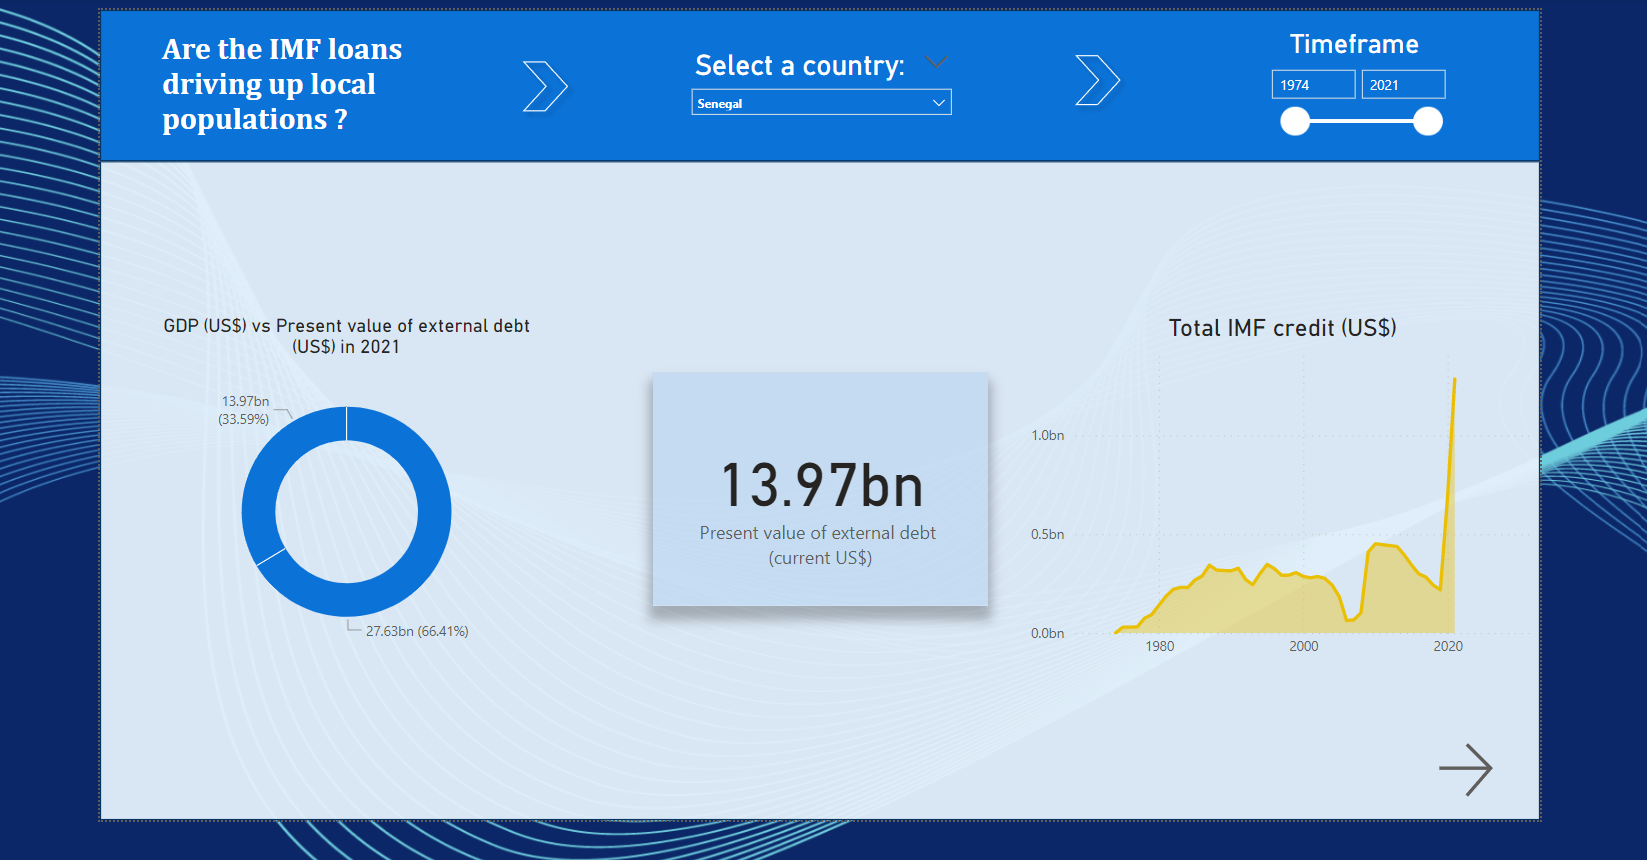 Are the IMF loans
driving up local
populations ?
Select a country:
Senegal
Timeframe
1974
2021
GDP (US$) vs Present value of external debt
(US$) in 2021
13.97bn
(33.59%)
27.63bn (66.41%)
13.97bn
Present value of external debt
(current US$)
Total IMF credit (US$)
1.0bn
0.5bn
0.0bn
1980
2000
2020